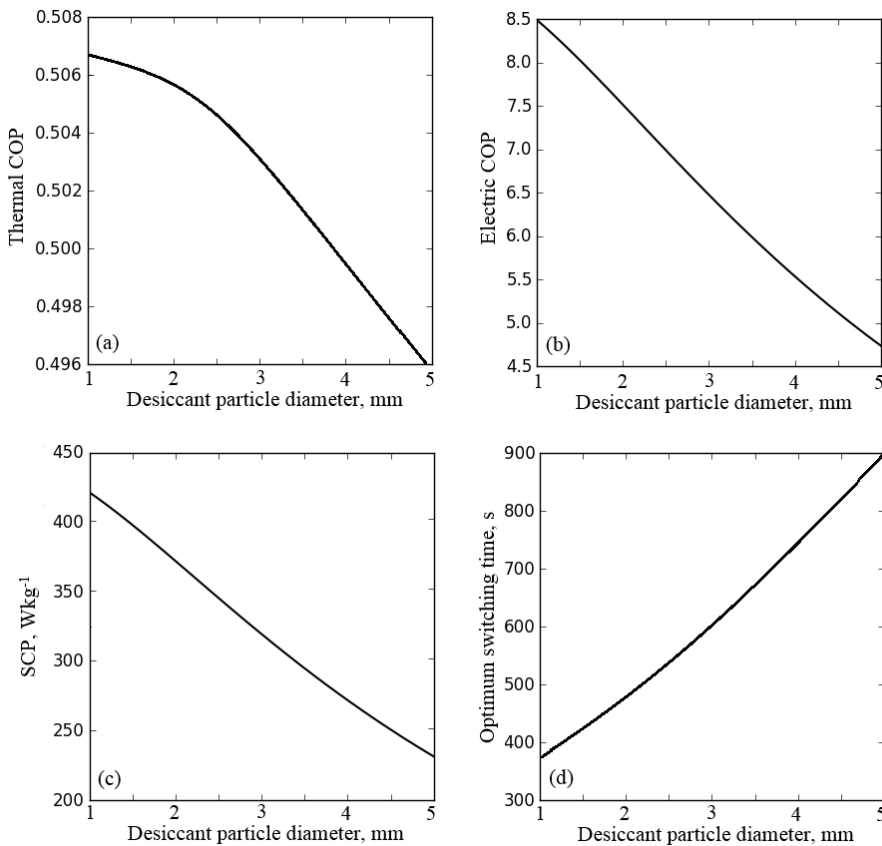 0.508
0.506
0.504
0.502
0.500
0.498
0.496
Thermal COP
(a)
1 2 3 4 5
Desiccant particle diameter, mm
8.5
8.0
7.5
7.0
6.5
6.0
5.5
5.0
4.5
Electric COP
(b)
1 2 3 4 5
Desiccant particle diameter, mm
450
400
350
300
250
200
SCP, Wkg⁻¹
(c)
1 2 3 4 5
Desiccant particle diameter, mm
900
800
700
600
500
400
300
Optimum switching time, s
(d)
1 2 3 4 5
Desiccant particle diameter, mm